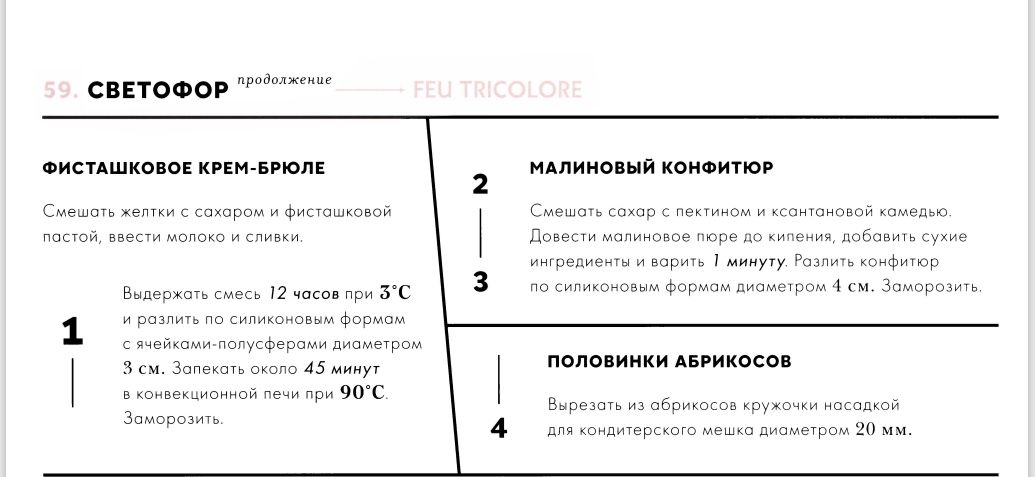 59. СВЕТОФОР продолжение FEU TRICOLORE
ФИСТАШКОВОЕ КРЕМ-БРЮЛЕ
Смешать желтки с сахаром и фисташковой
пастой, ввести молоко и сливки.
1
Выдержать смесь 12 часов при 3°С
и разлить по силиконовым формам
с ячейками-полусферами диаметром
3 см. Запекать около 45 минут
в конвекционной печи при 90°С.
Заморозить.
2
3
МАЛИНОВЫЙ КОНФИТЮР
Смешать сахар с пектином и ксантановой камедью.
Довести малиновое пюре до кипения, добавить сухие
ингредиенты и варить 1 минуту. Разлить конфитюр
по силиконовым формам диаметром 4 см. Заморозить.
4
ПОЛОВИНКИ АБРИКОСОВ
Вырезать из абрикосов кружочки насадкой
для кондитерского мешка диаметром 20 мм.